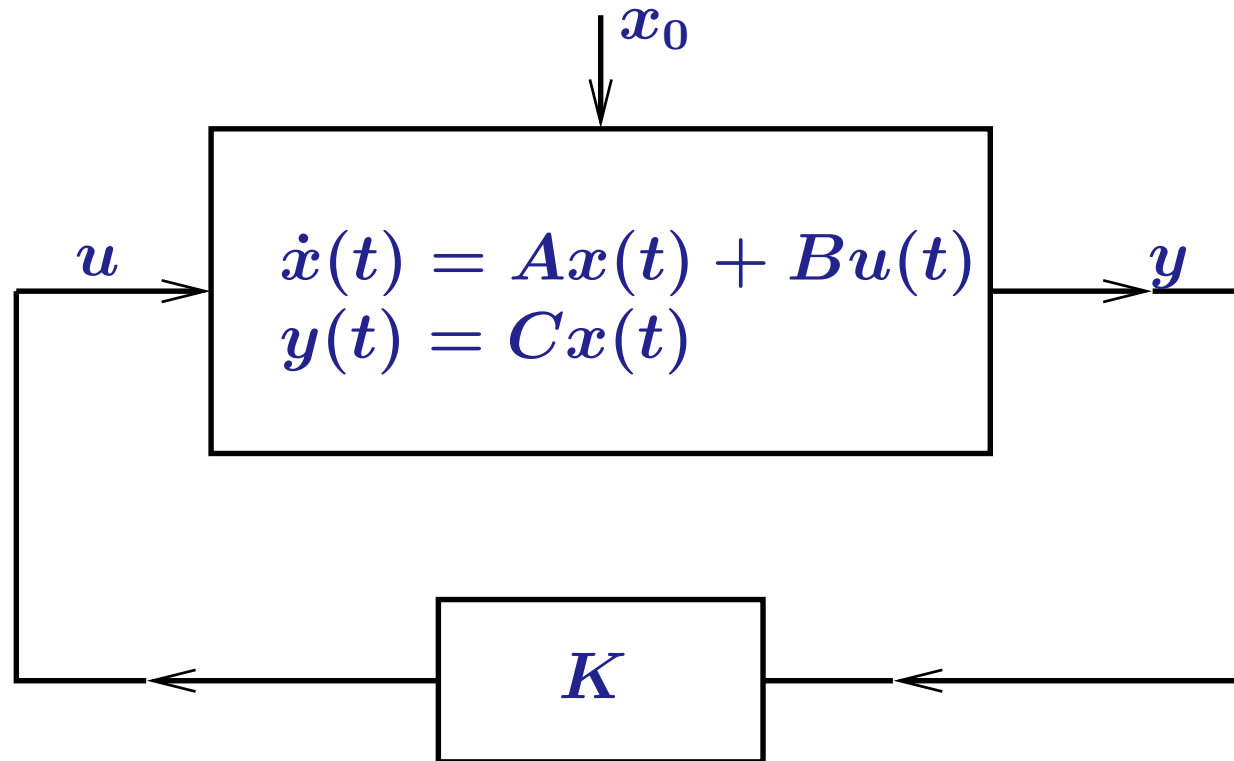 x₀
u
ẋ(t) = Ax(t) + Bu(t)
y
y(t) = Cx(t)
K